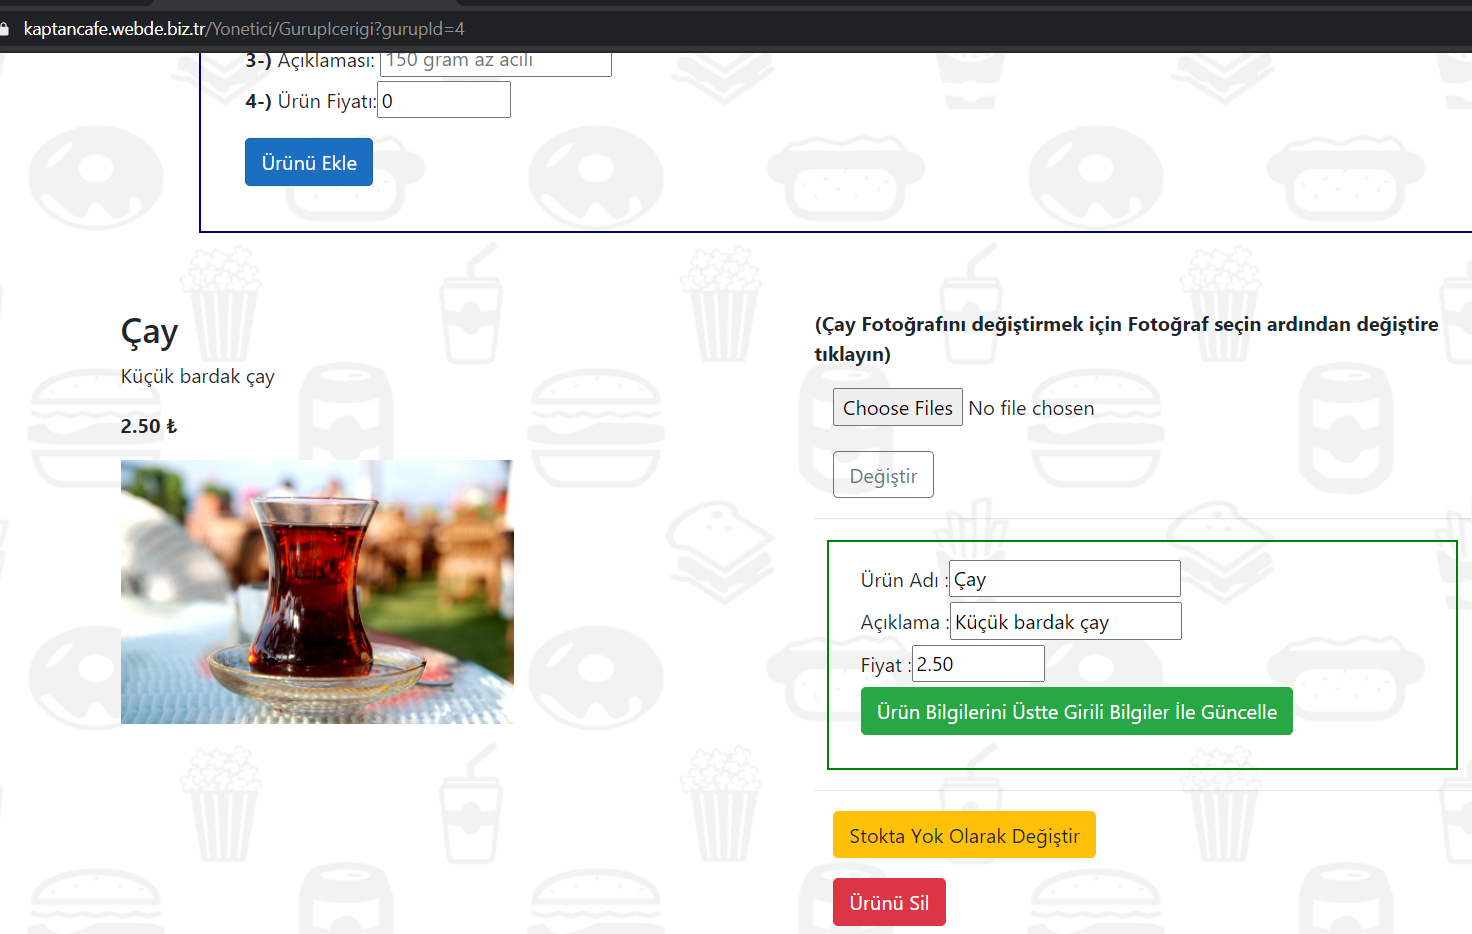 kaptancafe.webde.biz.tr/Yonetici/GurupIcerigi?gurupId=4
3-) Açıklaması: 150 gram az acılı
4-) Ürün Fiyatı: 0
Ürünü Ekle
Çay
Küçük bardak çay
2.50 ₺
(Çay Fotoğrafını değiştirmek için Fotoğraf seçin ardından değiştire
tıklayın)
Choose Files No file chosen
Değiştir
Ürün Adı : Çay
Açıklama : Küçük bardak çay
Fiyat : 2.50
Ürün Bilgilerini Üstte Girili Bilgiler İle Güncelle
Stokta Yok Olarak Değiştir
Ürünü Sil